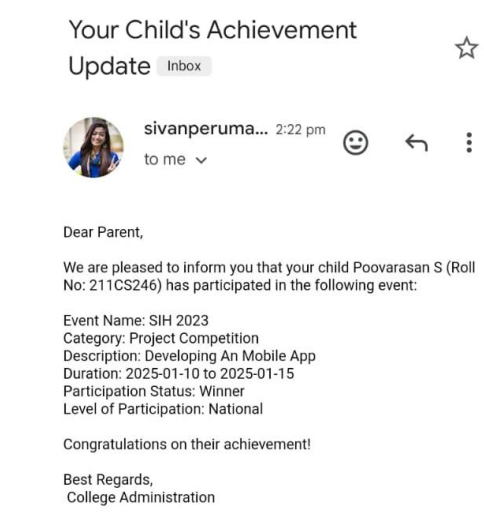 Your Child's Achievement
Update Inbox
sivanperuma... 2:22 pm
to me
Dear Parent,
We are pleased to inform you that your child Poovarasan S (Roll
No: 211CS246) has participated in the following event:
Event Name: SIH 2023
Category: Project Competition
Description: Developing An Mobile App
Duration: 2025-01-10 to 2025-01-15
Participation Status: Winner
Level of Participation: National
Congratulations on their achievement!
Best Regards,
College Administration